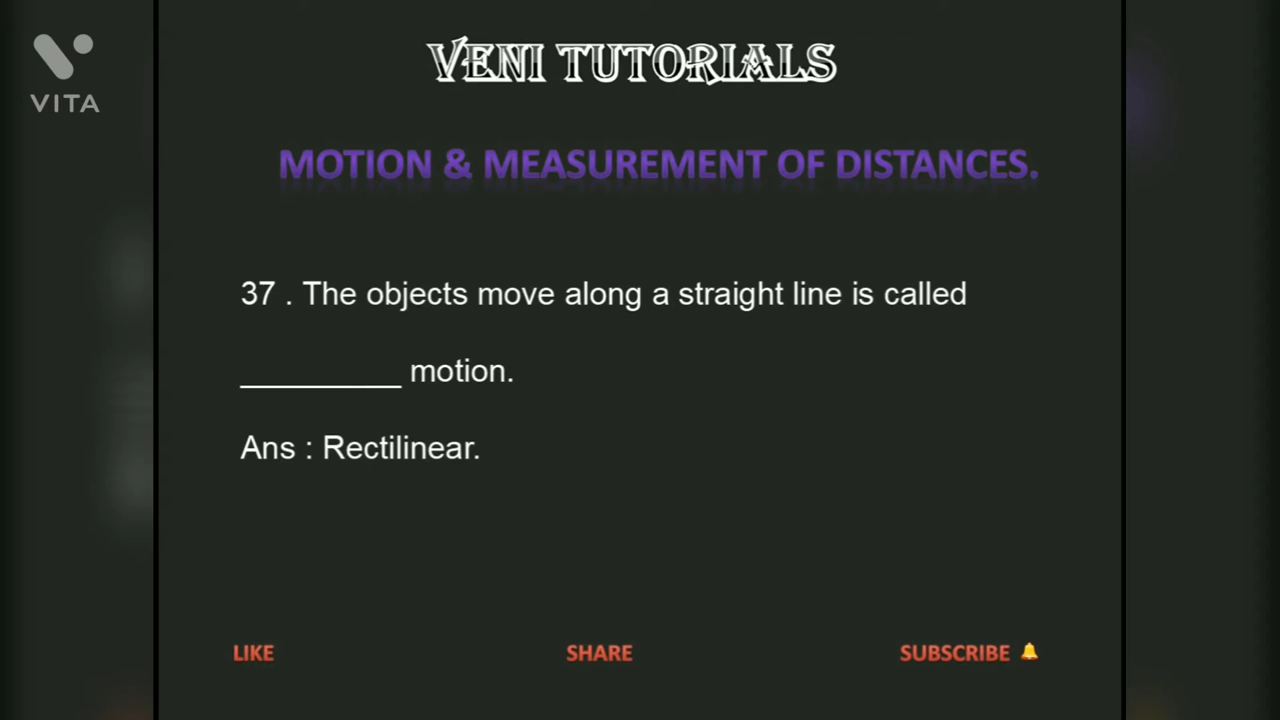 VITA
VENI TUTORIALS
MOTION & MEASUREMENT OF DISTANCES.
37 . The objects move along a straight line is called
__________ motion.
Ans : Rectilinear.
LIKE SHARE SUBSCRIBE 🔔